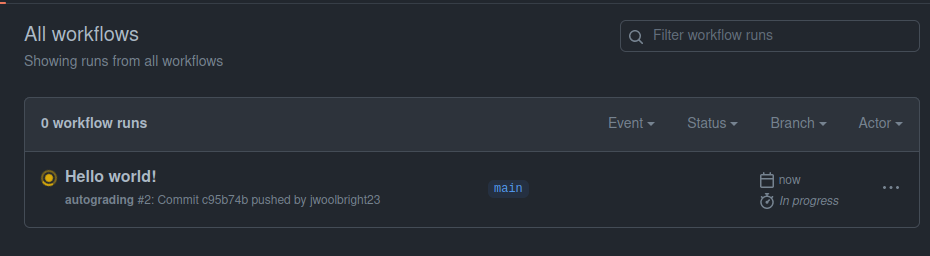 All workflows
Filter workflow runs
Showing runs from all workflows
0 workflow runs
Event Status Branch Actor
Hello world!
autograding #2: Commit c95b74b pushed by jwoolbright23
main
now
In progress